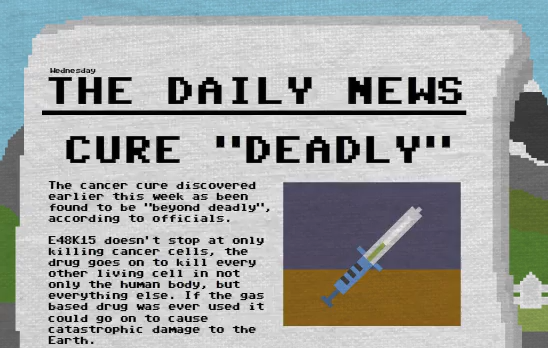 Wednesday
THE DAILY NEWS
CURE "DEADLY"
The cancer cure discovered
earlier this week as been
found to be "beyond deadly",
according to officials.
E48K15 doesn't stop at only
killing cancer cells, the
drug goes on to kill every
other living cell in not
only the human body, but
everything else. If the gas
based drug was ever used it
could go on to cause
catastrophic damage to the
Earth.